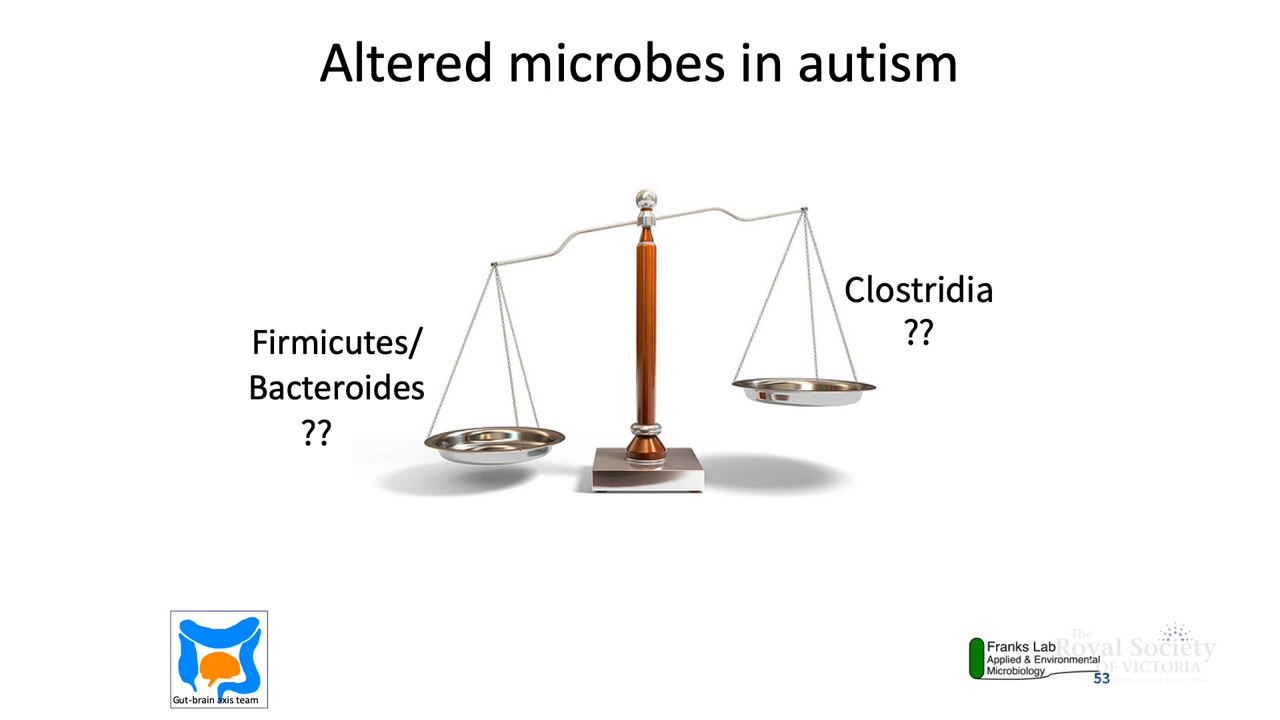 Altered microbes in autism
Clostridia
??
Firmicutes/
Bacteroides
??
Gut-brain axis team
Franks Lab
Applied & Environmental
Microbiology
The
Royal Society
OF VICTORIA
53